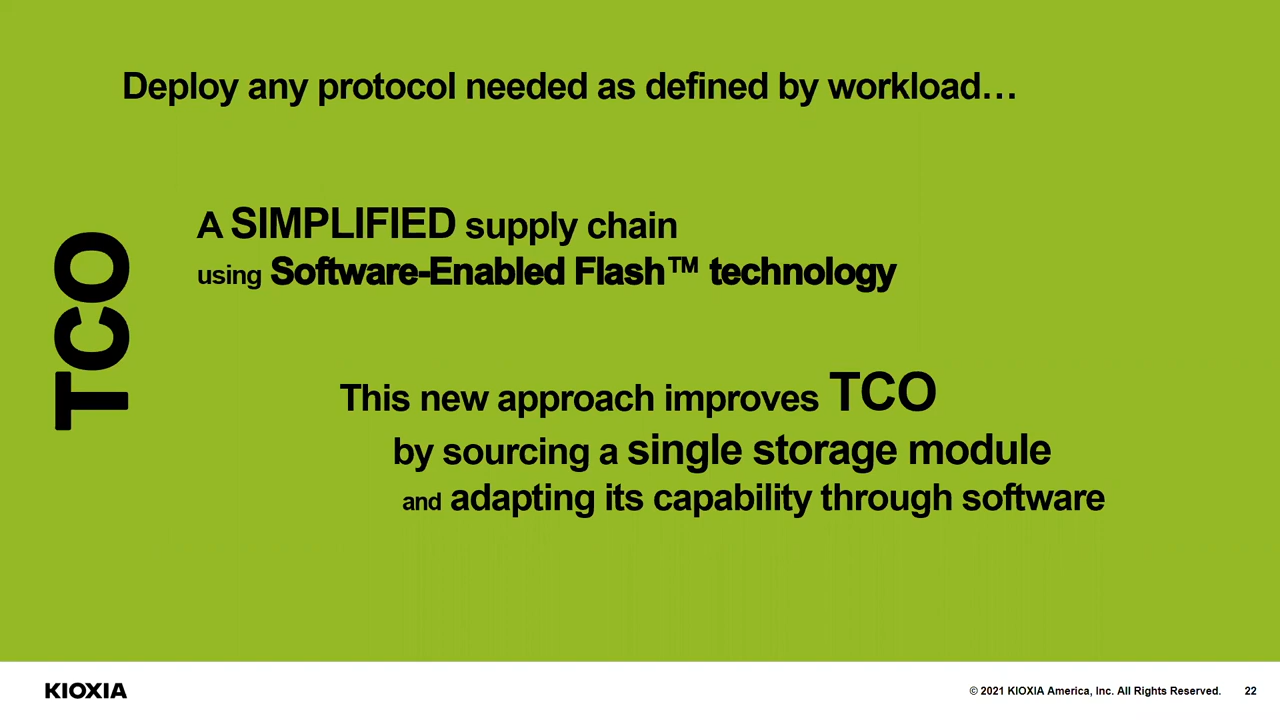 Deploy any protocol needed as defined by workload…
TCO
A SIMPLIFIED supply chain
using Software-Enabled Flash™ technology
This new approach improves TCO
by sourcing a single storage module
and adapting its capability through software
KIOXIA
© 2021 KIOXIA America, Inc. All Rights Reserved.
22